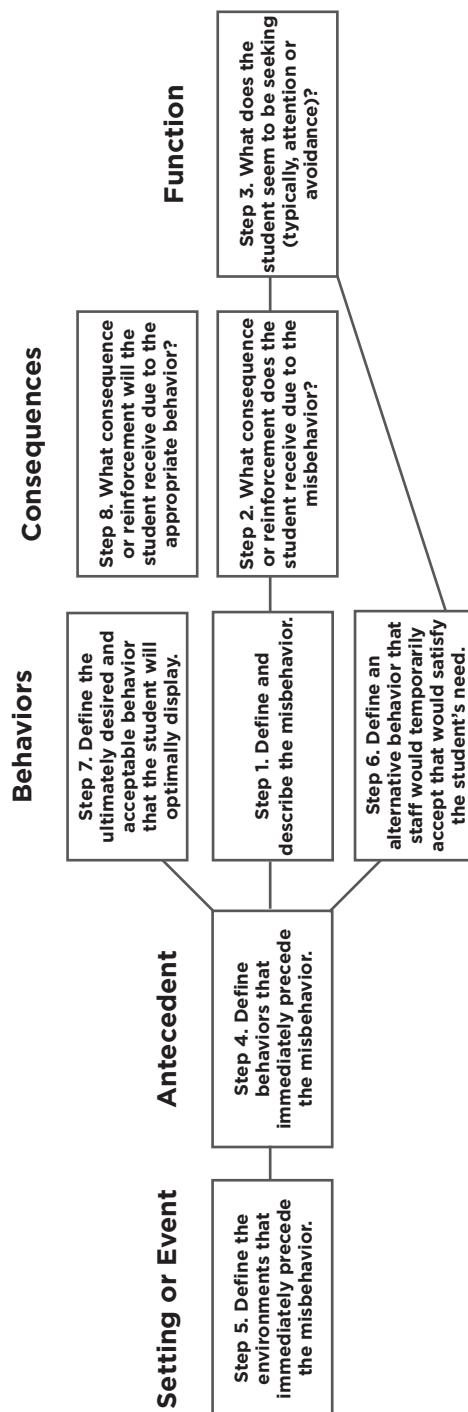 Setting or Event
Antecedent
Behaviors
Consequences
Function
Step 5. Define the
environments that
immediately precede
the misbehavior.
Step 4. Define
behaviors that
immediately precede
the misbehavior.
Step 7. Define the
ultimately desired and
acceptable behavior
that the student will
optimally display.
Step 1. Define and
describe the misbehavior.
Step 6. Define an
alternative behavior that
staff would temporarily
accept that would satisfy
the student's need.
Step 8. What consequence
or reinforcement will the
student receive due to the
appropriate behavior?
Step 2. What consequence
or reinforcement does the
student receive due to the
misbehavior?
Step 3. What does the
student seem to be seeking
(typically, attention or
avoidance)?